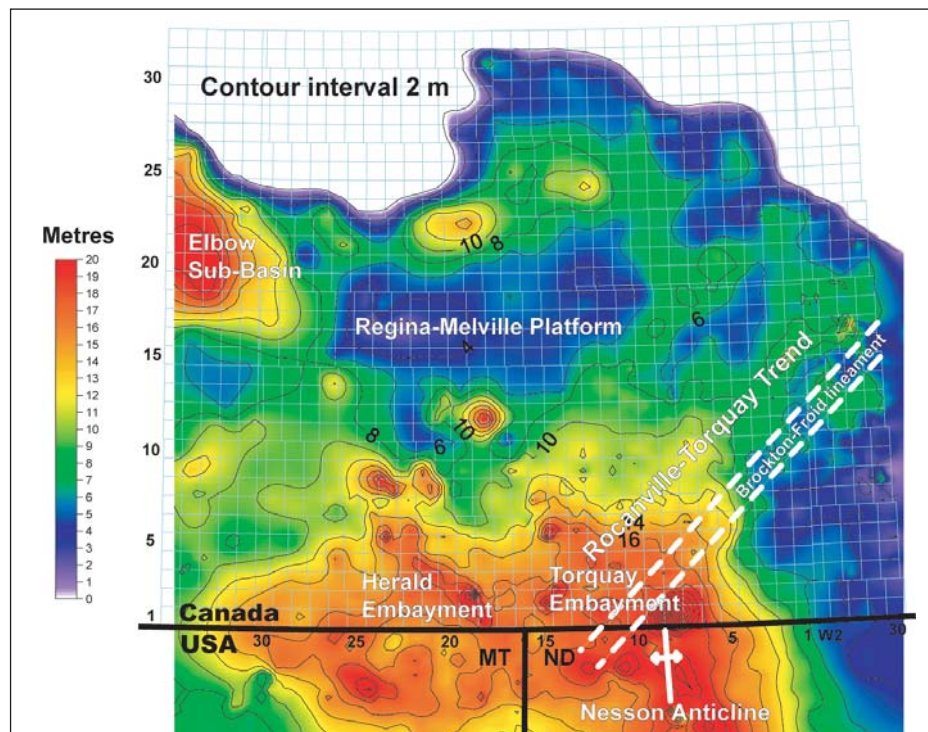 Contour interval 2 m
30
25
20
15
10
5
1
Metres
20
19
18
17
16
15
14
13
12
11
10
9
8
7
6
5
4
3
2
1
0
Elbow
Sub-Basin
10
8
Regina-Melville Platform
4
6
8
6
10
10
Rocanville-Torquay Trend
Brockton-Froid lineament
14
16
Herald
Embayment
Torquay
Embayment
Canada
USA
30
25
20
15
10
5
1 W2
30
MT
ND
Nesson Anticline